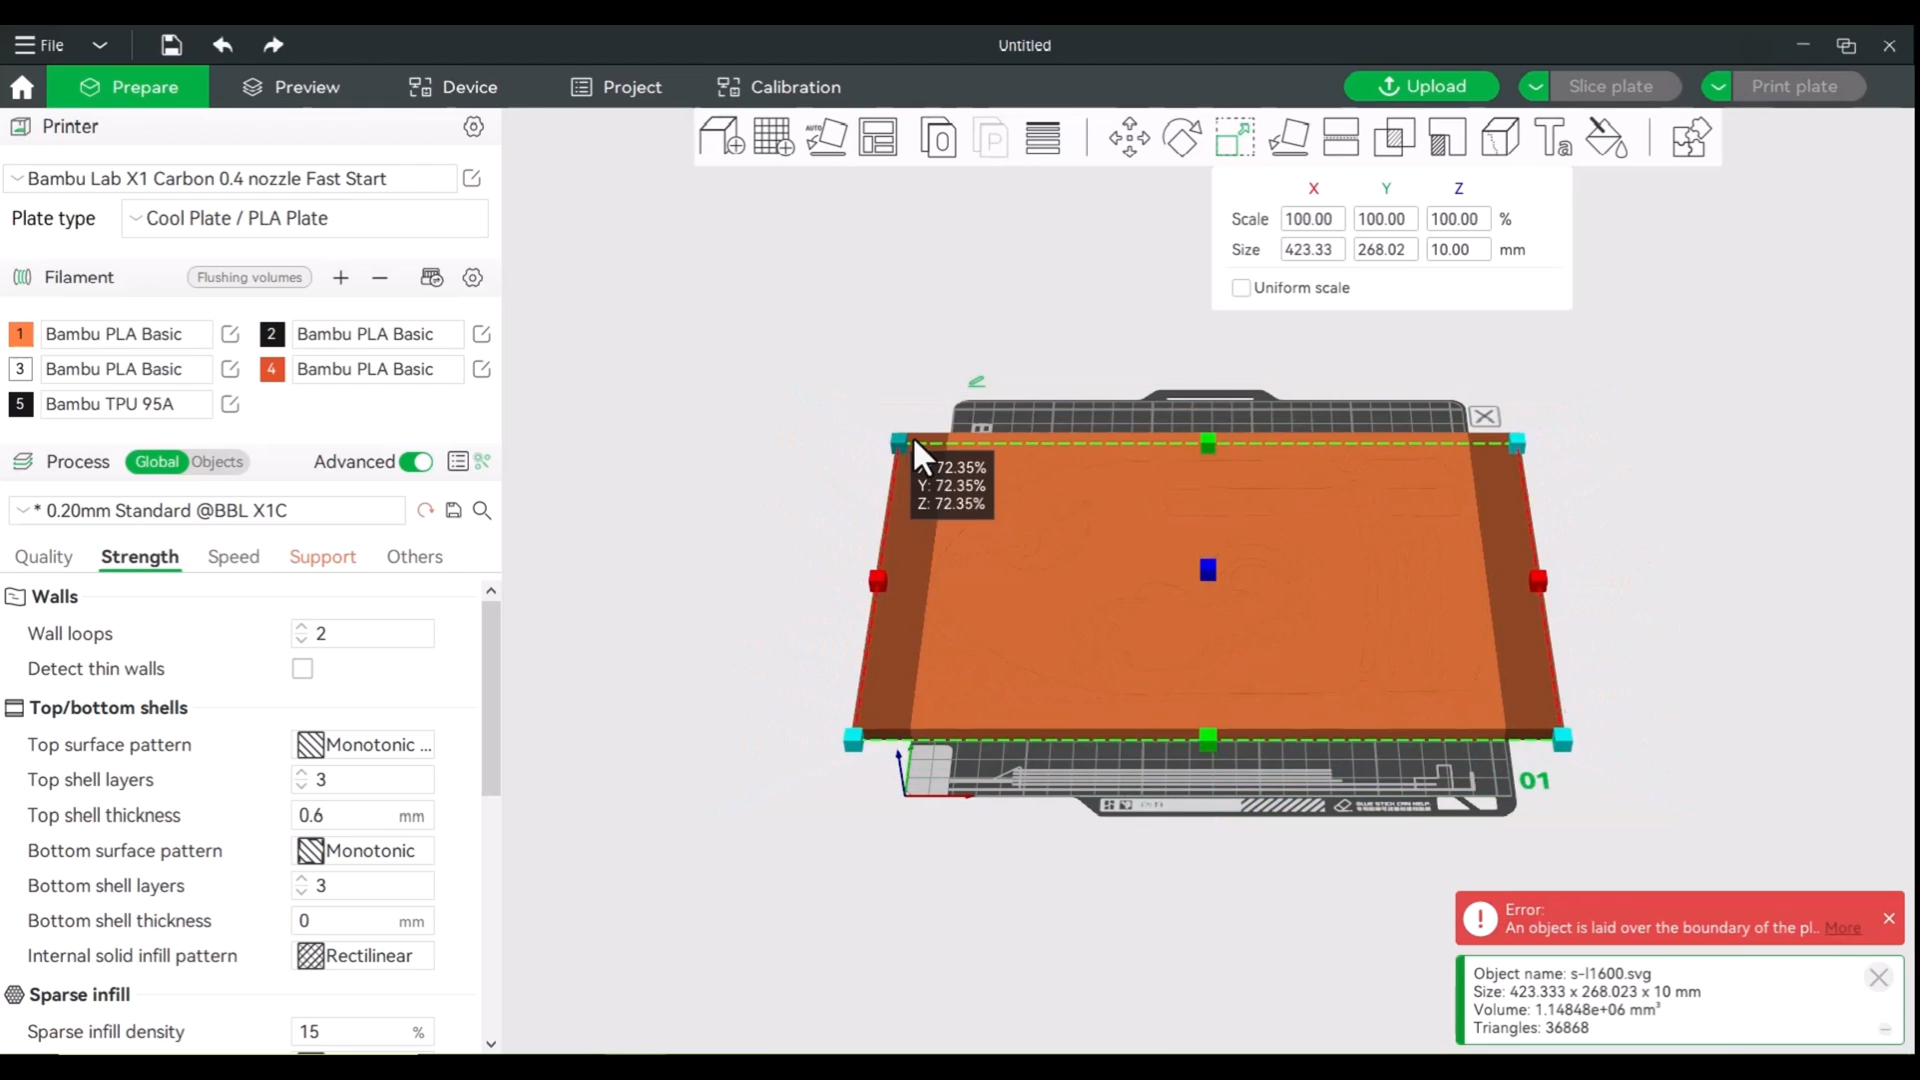 File
Untitled
Prepare
Preview
Device
Project
Calibration
Upload
Slice plate
Print plate
Printer
Bambu Lab X1 Carbon 0.4 nozzle Fast Start
Plate type
Cool Plate / PLA Plate
Filament
Flushing volumes
1 Bambu PLA Basic
2 Bambu PLA Basic
3 Bambu PLA Basic
4 Bambu PLA Basic
5 Bambu TPU 95A
Process
Global
Objects
Advanced
* 0.20mm Standard @BBL X1C
Quality
Strength
Speed
Support
Others
Walls
Wall loops 2
Detect thin walls
Top/bottom shells
Top surface pattern Monotonic ...
Top shell layers 3
Top shell thickness 0.6 mm
Bottom surface pattern Monotonic
Bottom shell layers 3
Bottom shell thickness 0 mm
Internal solid infill pattern Rectilinear
Sparse infill
Sparse infill density 15 %
AUTO
X Y Z
Scale 100.00 100.00 100.00 %
Size 423.33 268.02 10.00 mm
Uniform scale
72.35%
Y: 72.35%
Z: 72.35%
01
Error:
An object is laid over the boundary of the pl.. More
Object name: s-l1600.svg
Size: 423.333 x 268.023 x 10 mm
Volume: 1.14848e+06 mm³
Triangles: 36868